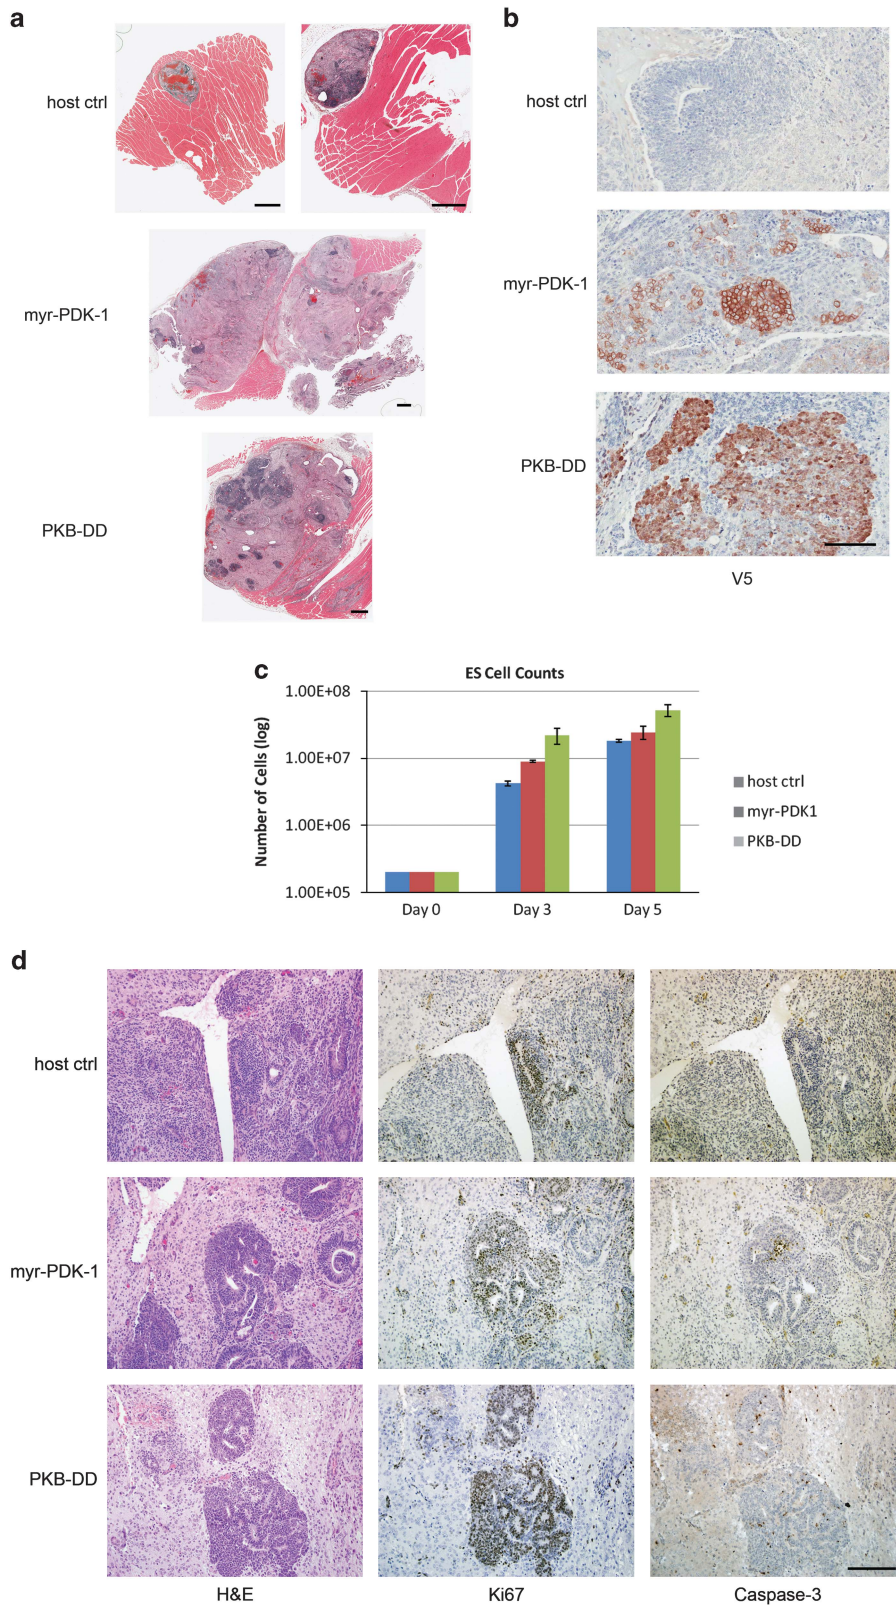 a
host ctrl
myr-PDK-1
PKB-DD
b
host ctrl
myr-PDK-1
PKB-DD
V5
c
ES Cell Counts
Number of Cells (log)
1.00E+08
1.00E+07
1.00E+06
1.00E+05
Day 0 Day 3 Day 5
host ctrl
myr-PDK1
PKB-DD
d
host ctrl
myr-PDK-1
PKB-DD
H&E Ki67 Caspase-3